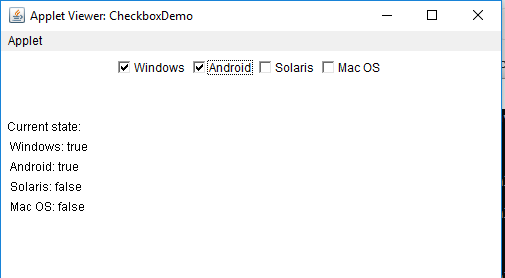 Applet Viewer: CheckboxDemo
Applet
Windows Android Solaris Mac OS
Current state:
Windows: true
Android: true
Solaris: false
Mac OS: false